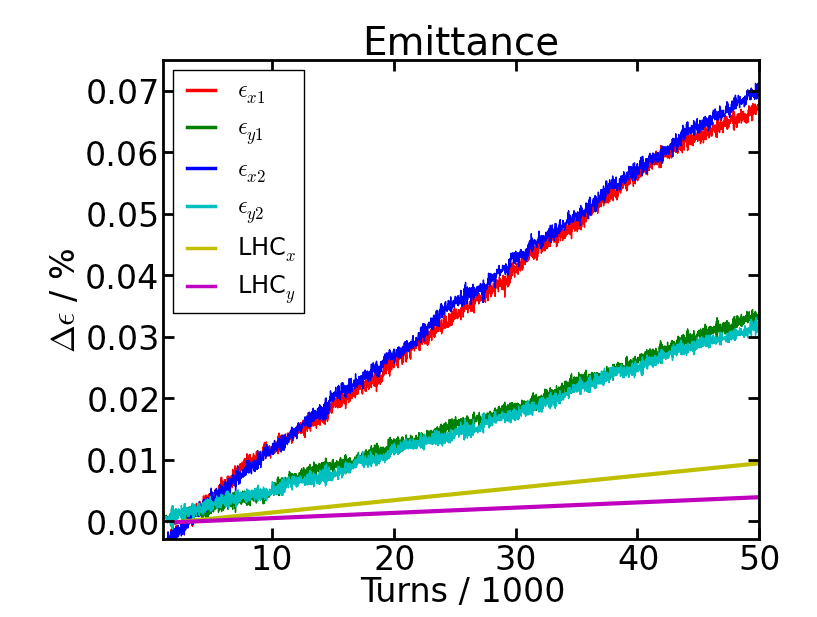 Emittance
0.07
0.06
0.05
0.04
0.03
0.02
0.01
0.00
Δϵ / %
ϵx1
ϵy1
ϵx2
ϵy2
LHCx
LHCy
10 20 30 40 50
Turns / 1000